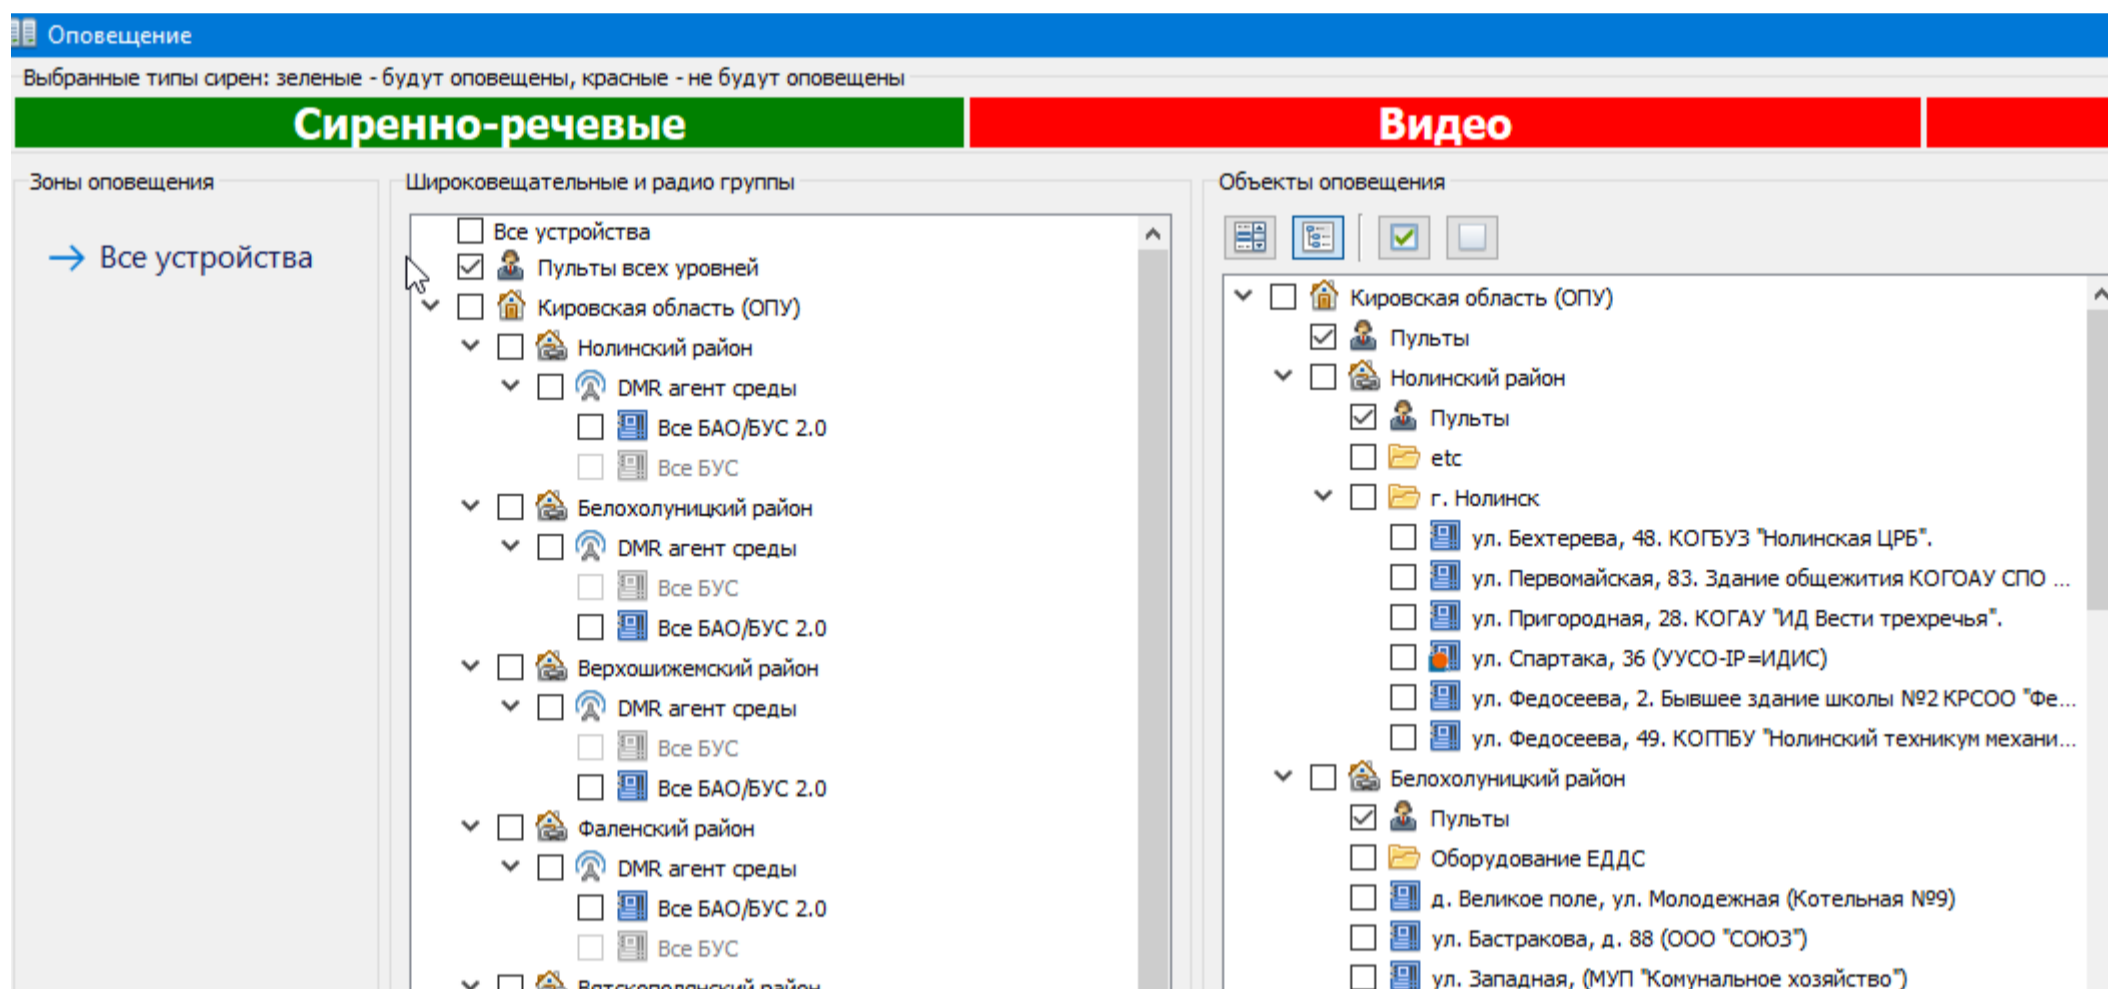 Оповещение
Выбранные типы сирен: зеленые - будут оповещены, красные - не будут оповещены
Сиренно-речевые
Видео
Зоны оповещения
Все устройства
Широковещательные и радио группы
Все устройства
Пульты всех уровней
Кировская область (ОПУ)
Нолинский район
DMR агент среды
Все БАО/БУС 2.0
Все БУС
Белохолуницкий район
DMR агент среды
Все БУС
Все БАО/БУС 2.0
Верхошижемский район
DMR агент среды
Все БУС
Все БАО/БУС 2.0
Фаленский район
DMR агент среды
Все БАО/БУС 2.0
Все БУС
Вятскополянский район
Объекты оповещения
Кировская область (ОПУ)
Пульты
Нолинский район
Пульты
etc
г. Нолинск
ул. Бехтерева, 48. КОГБУЗ "Нолинская ЦРБ".
ул. Первомайская, 83. Здание общежития КОГОАУ СПО ...
ул. Пригородная, 28. КОГАУ "ИД Вести трехречья".
ул. Спартака, 36 (УУСО-IP=ИДИС)
ул. Федосеева, 2. Бывшее здание школы №2 КРСОО "Фе...
ул. Федосеева, 49. КОГПБУ "Нолинский техникум механи...
Белохолуницкий район
Пульты
Оборудование ЕДДС
д. Великое поле, ул. Молодежная (Котельная №9)
ул. Бастракова, д. 88 (ООО "СОЮЗ")
ул. Западная, (МУП "Комунальное хозяйство")